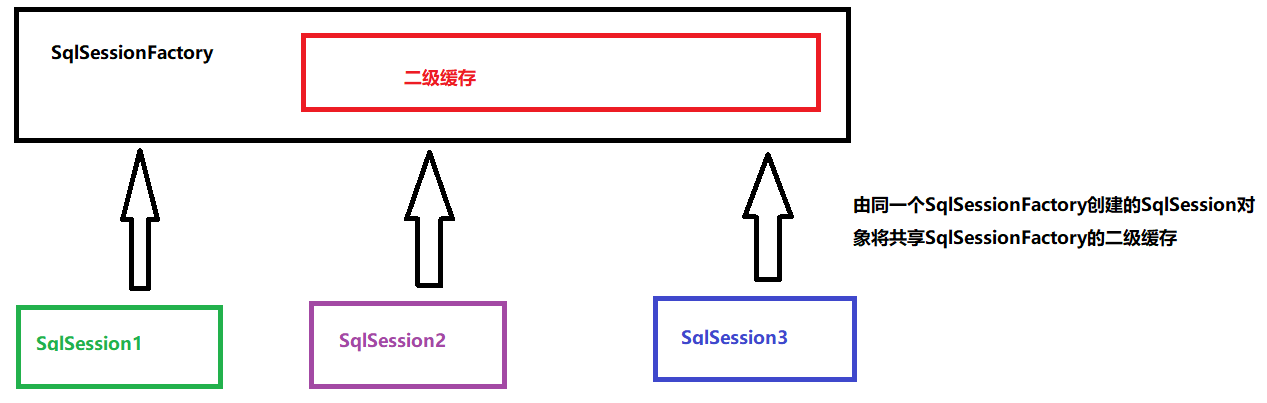 SqlSessionFactory
二级缓存
由同一个SqlSessionFactory创建的SqlSession对
象将共享SqlSessionFactory的二级缓存
SqlSession1
SqlSession2
SqlSession3